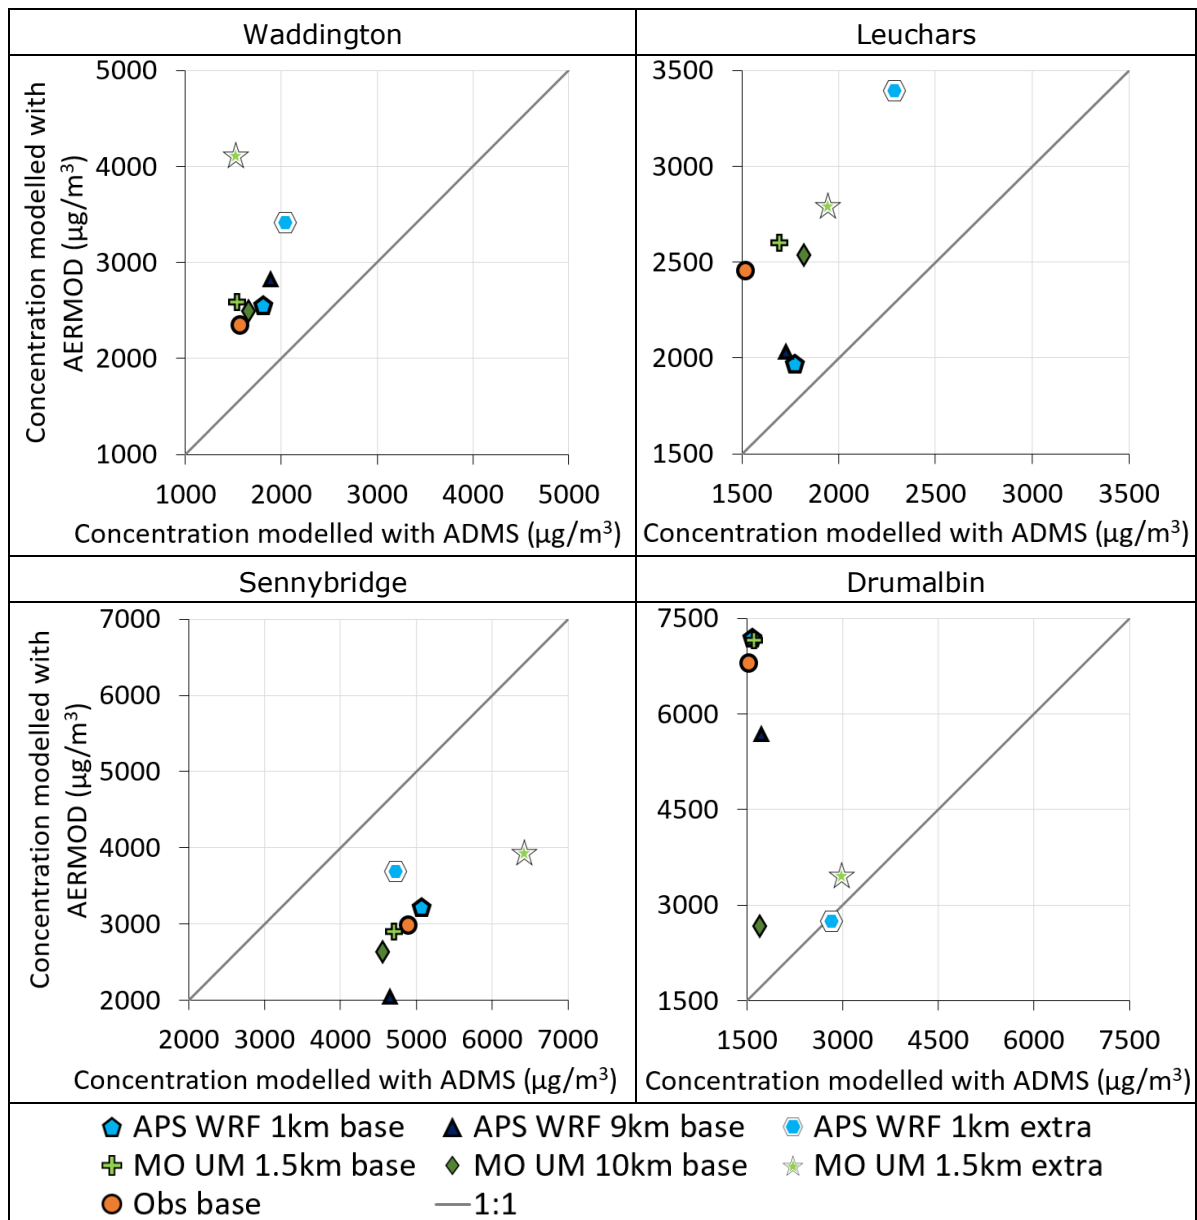 Waddington
Leuchars
Concentration modelled with
AERMOD (µg/m³)
5000
4000
3000
2000
1000
1000 2000 3000 4000 5000
Concentration modelled with ADMS (µg/m³)
3500
3000
2500
2000
1500
1500 2000 2500 3000 3500
Concentration modelled with ADMS (µg/m³)
Sennybridge
Drumalbin
Concentration modelled with
AERMOD (µg/m³)
7000
6000
5000
4000
3000
2000
2000 3000 4000 5000 6000 7000
Concentration modelled with ADMS (µg/m³)
7500
6000
4500
3000
1500
1500 3000 4500 6000 7500
Concentration modelled with ADMS (µg/m³)
APS WRF 1km base APS WRF 9km base APS WRF 1km extra
MO UM 1.5km base MO UM 10km base MO UM 1.5km extra
Obs base 1:1